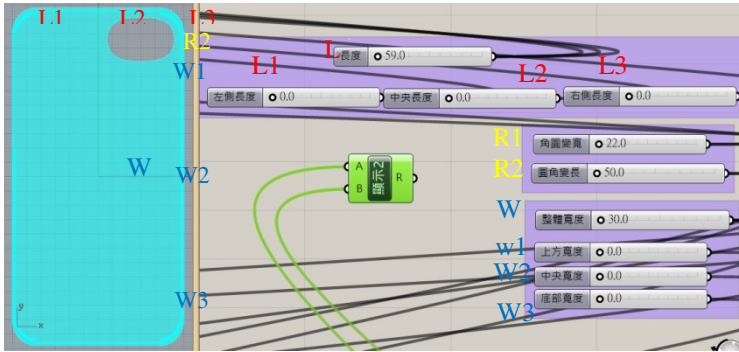 L1 L2 L3
R2
W1
W
W2
W3
y
x
L 長度 59.0
L1 L2 L3
左側長度 0.0 中央長度 0.0 右側長度 0.0
R1 角圓變寬 22.0
R2 圓角變長 50.0
A 顯示2 R
B
W 整體寬度 30.0
w1 上方寬度 0.0
W2 中央寬度 0.0
W3 底部寬度 0.0